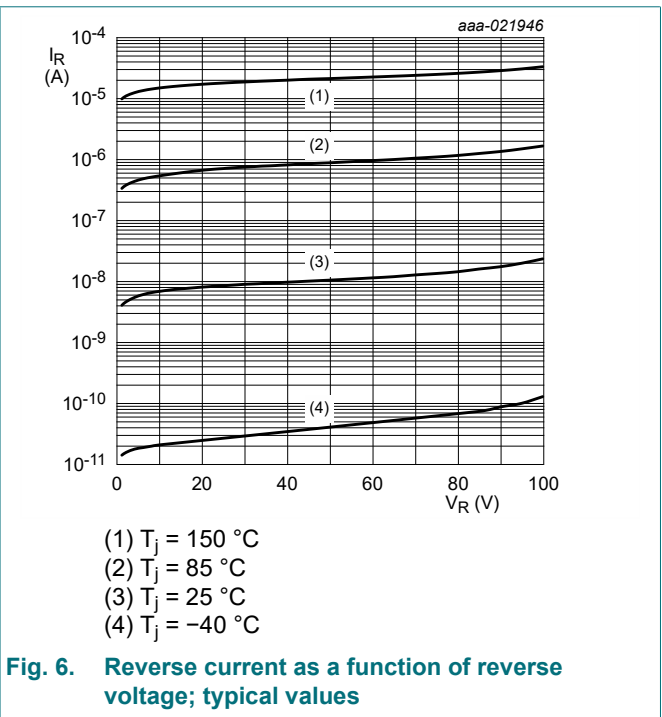 aaa-021946
I_R
(A)
10^-4
10^-5
10^-6
10^-7
10^-8
10^-9
10^-10
10^-11
(1)
(2)
(3)
(4)
0 20 40 60 80 100
V_R (V)
(1) T_j = 150 °C
(2) T_j = 85 °C
(3) T_j = 25 °C
(4) T_j = −40 °C
Fig. 6. Reverse current as a function of reverse
voltage; typical values